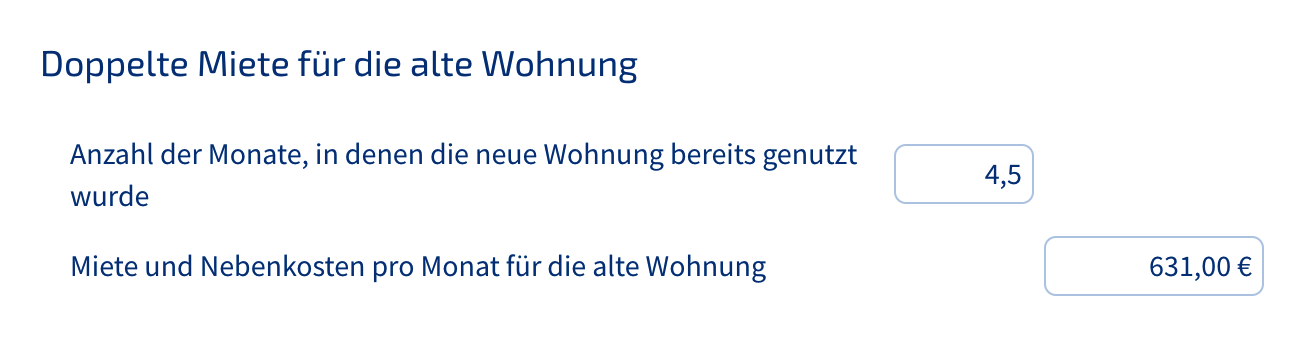 Doppelte Miete für die alte Wohnung
Anzahl der Monate, in denen die neue Wohnung bereits genutzt
wurde
4,5
Miete und Nebenkosten pro Monat für die alte Wohnung
631,00 €